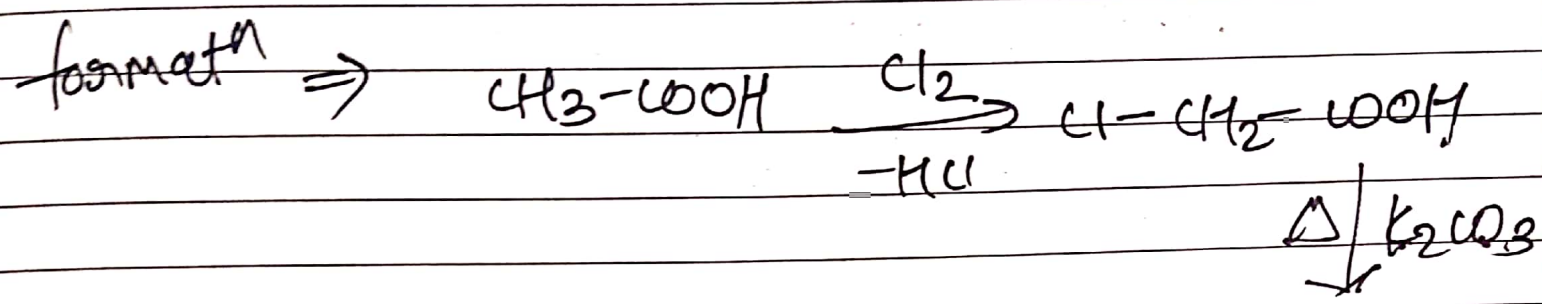 formatn ⇒ CH3-COOH Cl2 → Cl-CH2-COOH
-HCl
Δ ↓ K2CO3